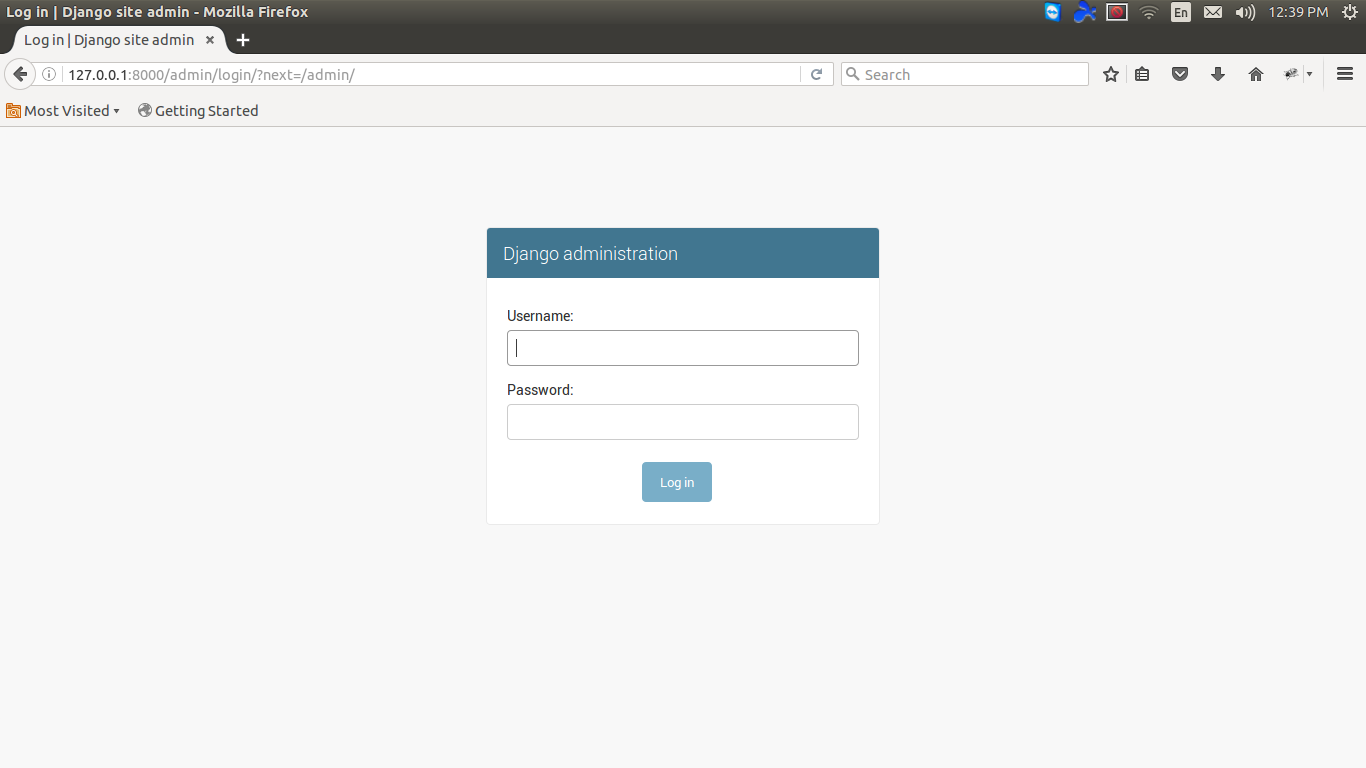 Log in | Django site admin - Mozilla Firefox
En
12:39 PM
Log in | Django site admin × +
127.0.0.1:8000/admin/login/?next=/admin/
Search
Most Visited
Getting Started
Django administration
Username:
Password:
Log in